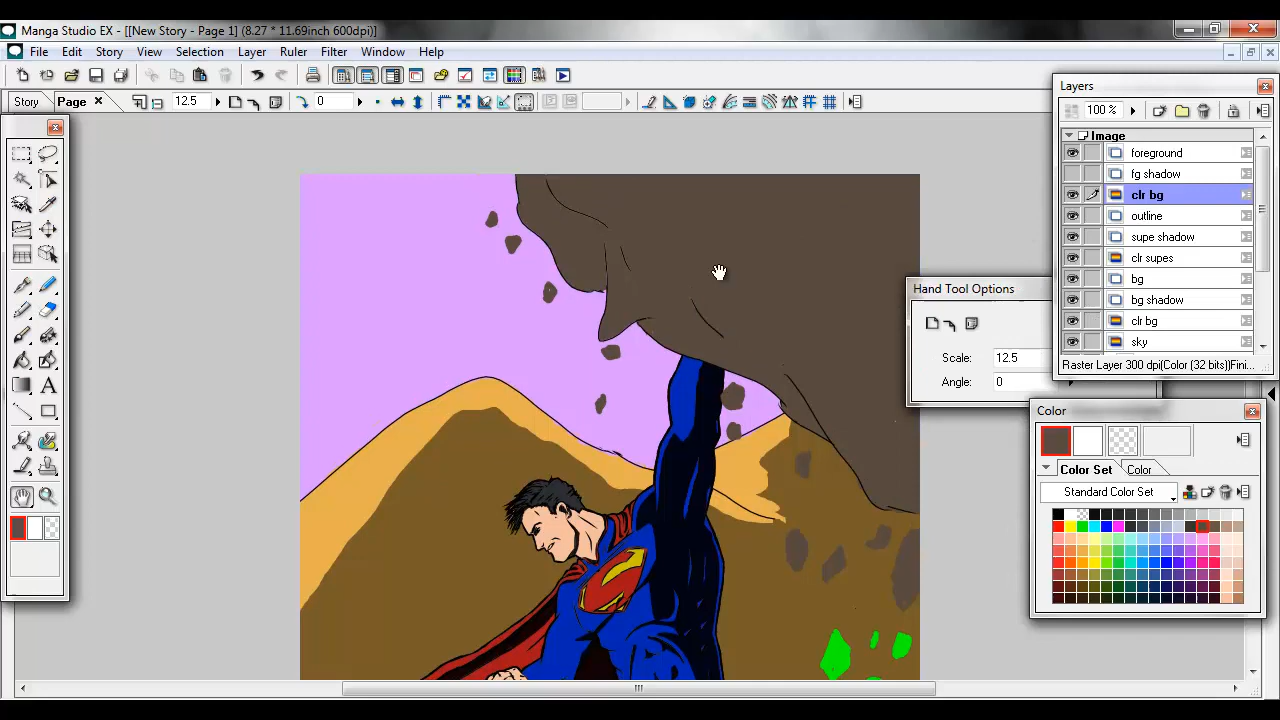 Manga Studio EX - [[New Story - Page 1] (8.27 * 11.69inch 600dpi)]
File Edit Story View Selection Layer Ruler Filter Window Help
Story Page 12.5 0
Layers
100 %
Image
foreground
fg shadow
clr bg
outline
supe shadow
clr supes
bg
bg shadow
clr bg
sky
Raster Layer 300 dpi(Color (32 bits))Fini...
Hand Tool Options
Scale: 12.5
Angle: 0
Color
Color Set Color
Standard Color Set